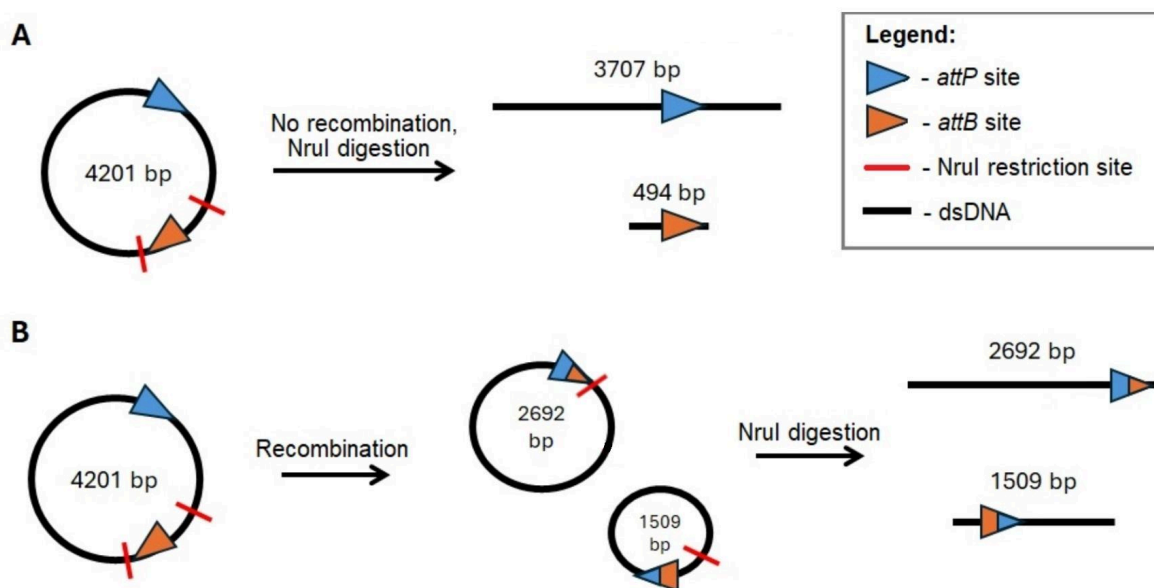 A
4201 bp
No recombination,
NruI digestion
3707 bp
494 bp
Legend:
- attP site
- attB site
- NruI restriction site
- dsDNA
B
4201 bp
Recombination
2692
bp
1509
bp
NruI digestion
2692 bp
1509 bp